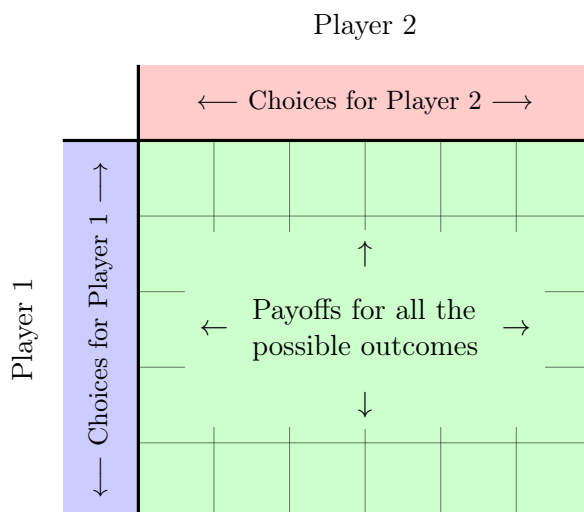 Player 2
← Choices for Player 2 →
Player 1
← Choices for Player 1 →
↑
← Payoffs for all the →
possible outcomes
↓